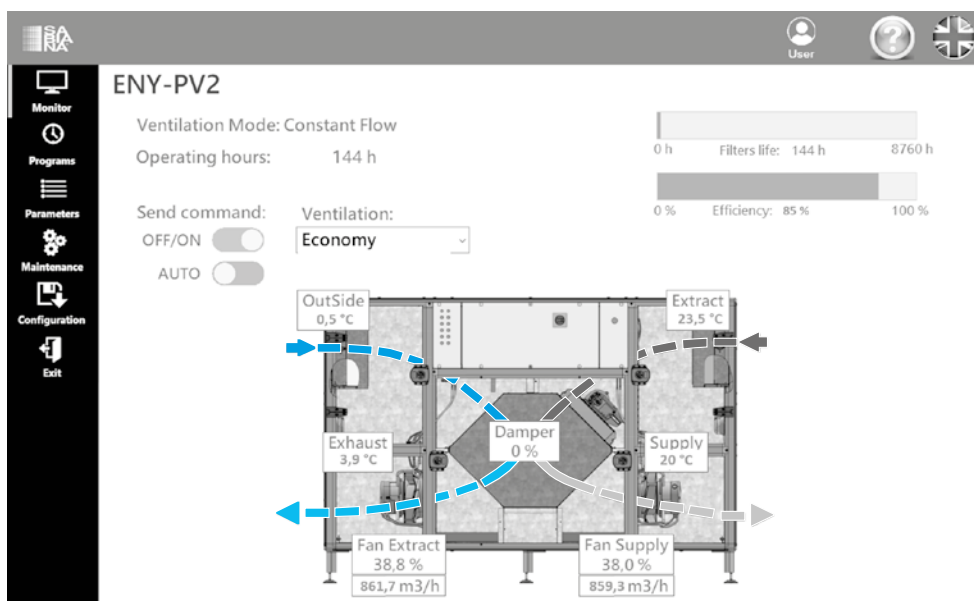 SA
BI
NA
User
?
Monitor
Programs
Parameters
Maintenance
Configuration
Exit
ENY-PV2
Ventilation Mode: Constant Flow
Operating hours: 144 h
0 h Filters life: 144 h 8760 h
0 % Efficiency: 85 % 100 %
Send command: Ventilation:
OFF/ON Economy
AUTO
OutSide
0,5 °C
Extract
23,5 °C
Damper
0 %
Exhaust
3,9 °C
Supply
20 °C
Fan Extract
38,8 %
861,7 m3/h
Fan Supply
38,0 %
859,3 m3/h